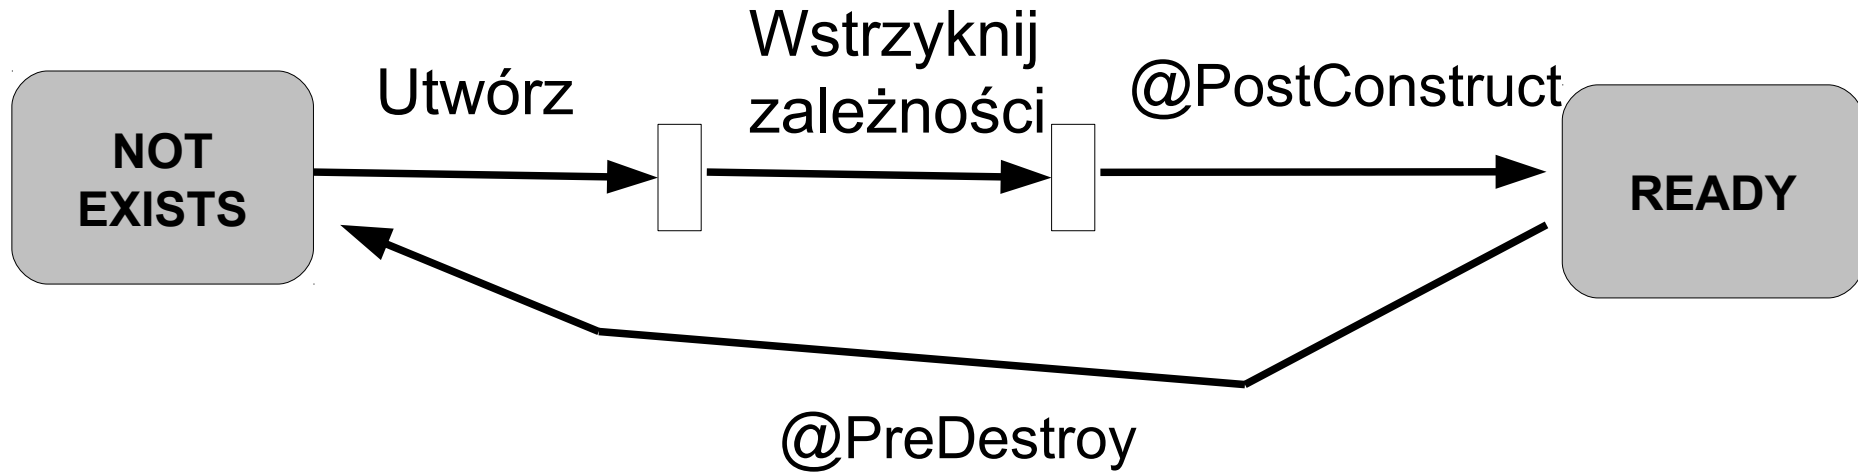 Utwórz
Wstrzyknij
zależności
@PostConstruct
NOT
EXISTS
READY
@PreDestroy